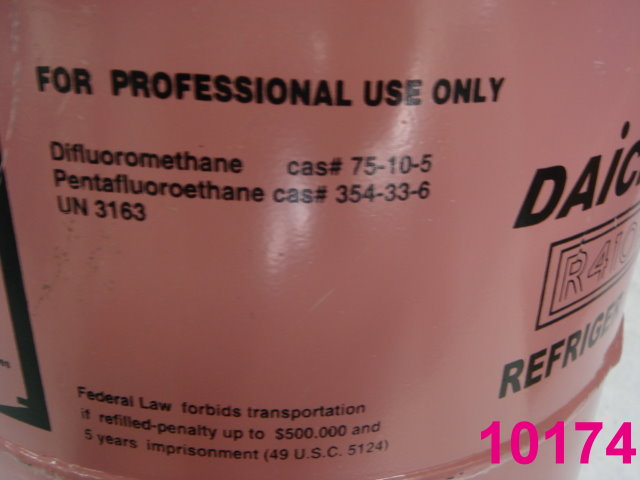 FOR PROFESSIONAL USE ONLY
Difluoromethane cas# 75-10-5
Pentafluoroethane cas# 354-33-6
UN 3163
Federal Law forbids transportation
if refilled-penalty up to $500.000 and
5 years imprisonment (49 U.S.C. 5124)
10174